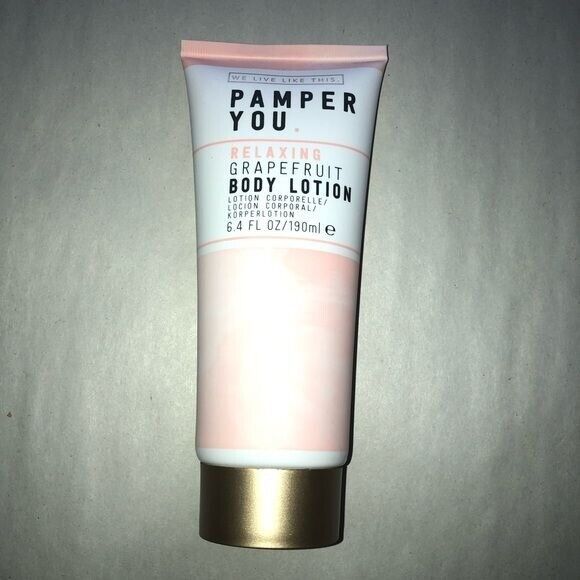 WE LIVE LIKE THIS.
PAMPER
YOU.
RELAXING
GRAPEFRUIT
BODY LOTION
LOTION CORPORELLE/
LOCIÓN CORPORAL/
KÖRPERLOTION
6.4 FL OZ/190ml ℮